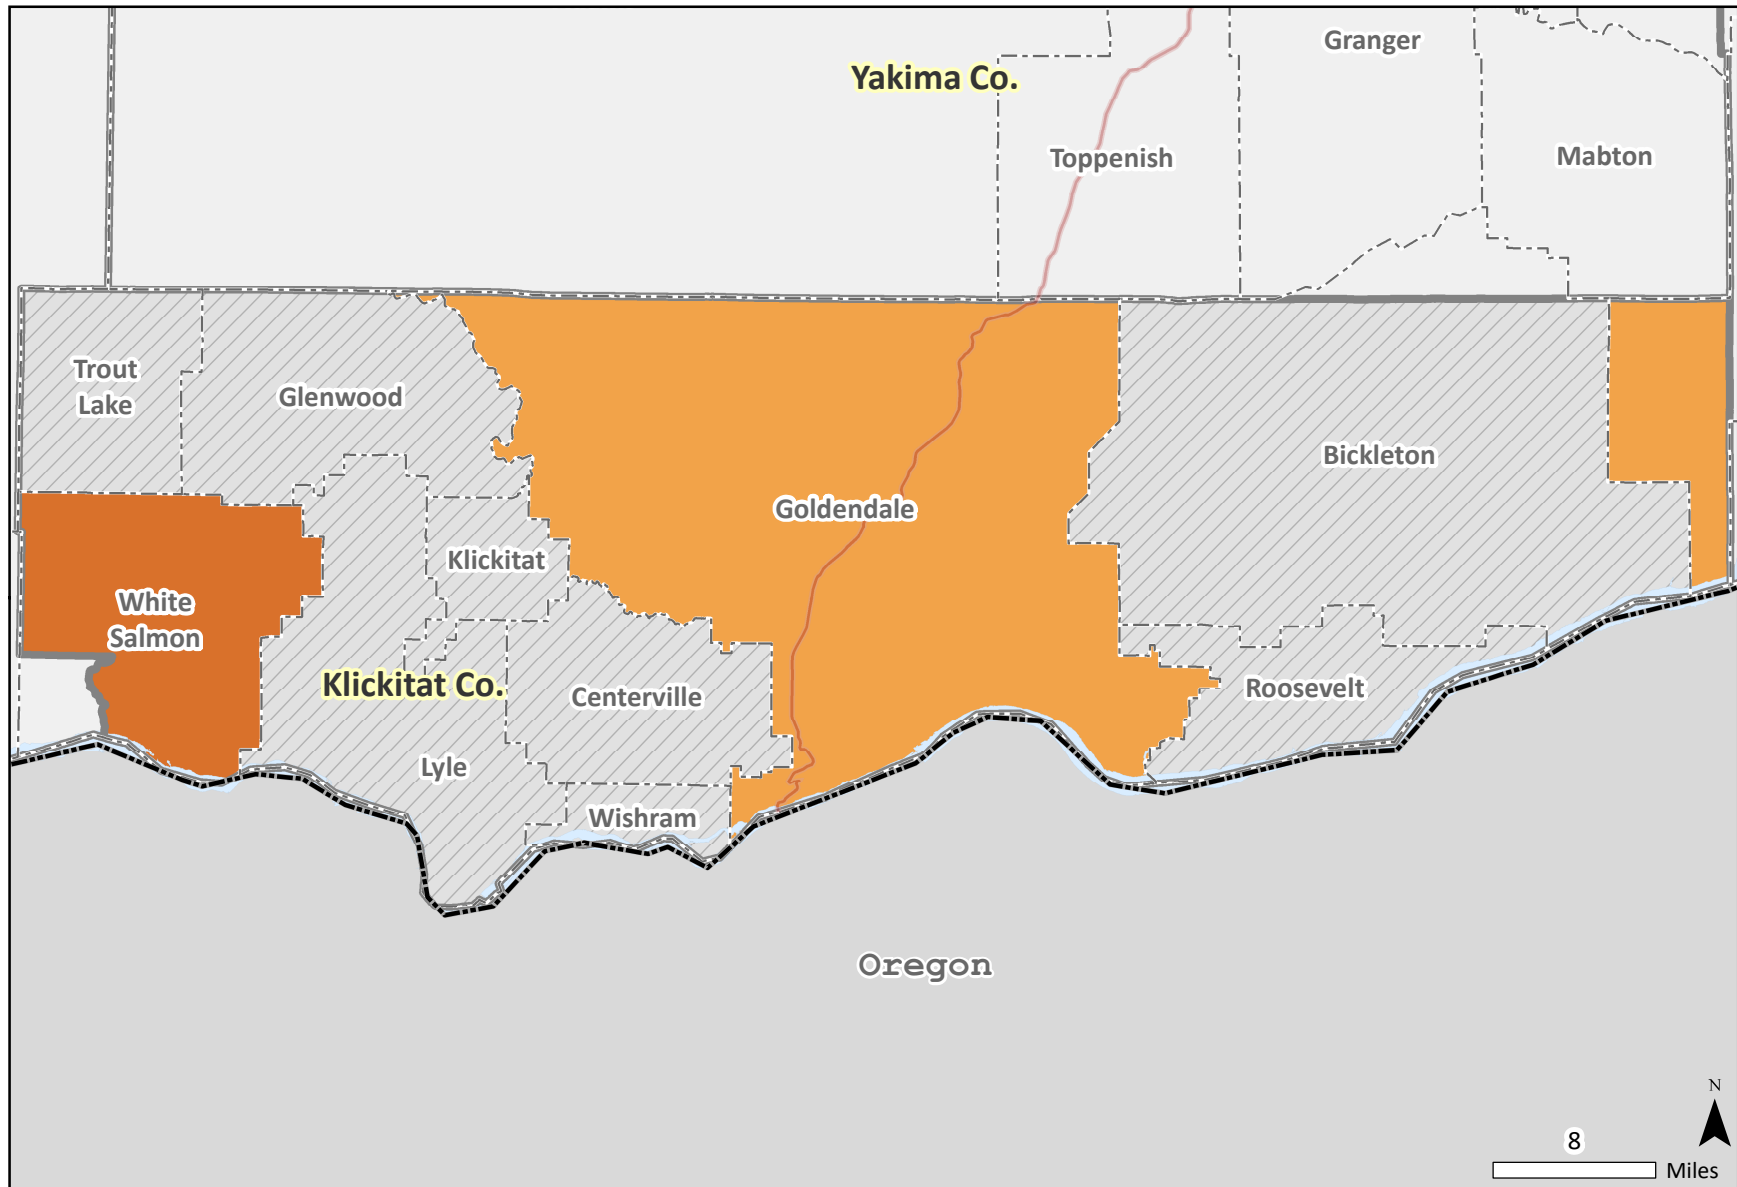 Granger
Yakima Co.
Toppenish
Mabton
Trout
Lake
Glenwood
Bickleton
Goldendale
Klickitat
White
Salmon
Klickitat Co.
Centerville
Roosevelt
Lyle
Wishram
Oregon
N
8
Miles